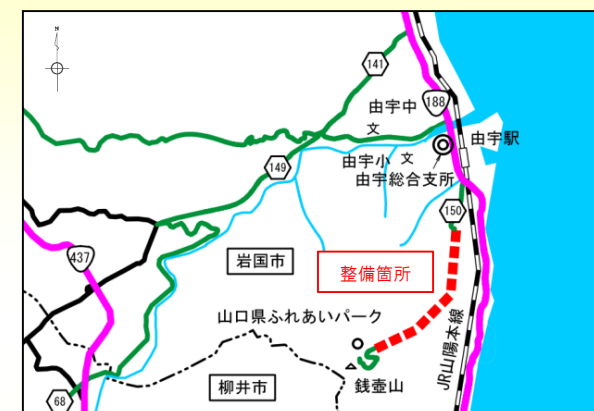 N
141
由宇中
188
文
由宇駅
149
由宇小
文
由宇総合支所
150
437
岩国市
整備箇所
山口県ふれあいパーク
JR山陽本線
銭壺山
柳井市
68